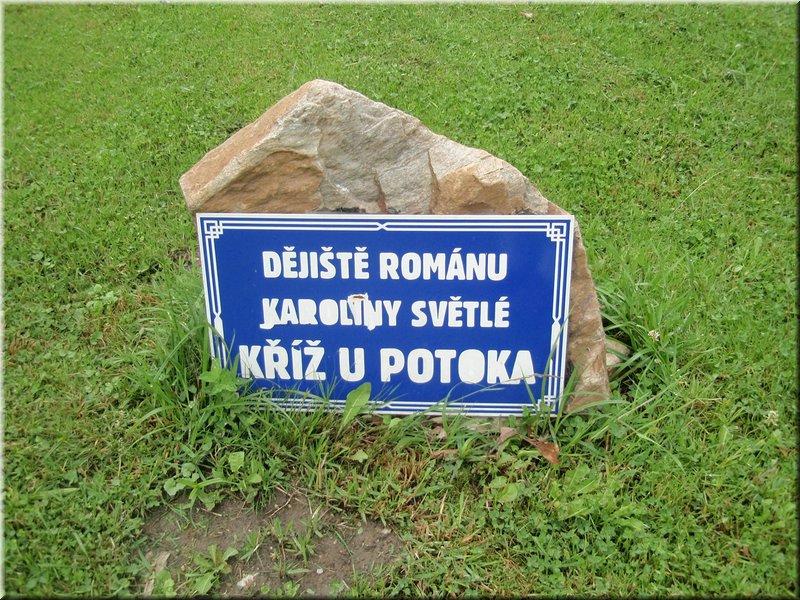 DĚJIŠTĚ ROMÁNU
KAROLINY SVĚTLÉ
KŘÍŽ U POTOKA